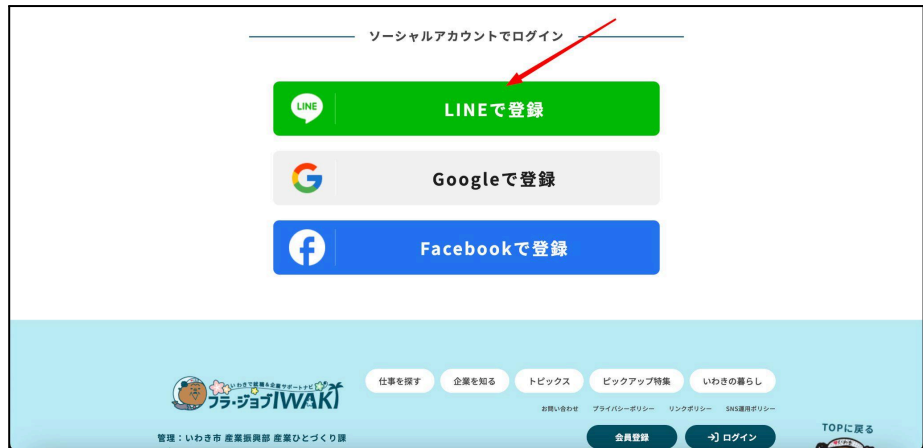 ソーシャルアカウントでログイン
LINE
LINEで登録
Googleで登録
Facebookで登録
いわきで就職&企業サポートナビ
フラ・ジョブIWAKI
仕事を探す
企業を知る
トピックス
ピックアップ特集
いわきの暮らし
お問い合わせ
プライバシーポリシー
リンクポリシー
SNS運用ポリシー
管理：いわき市 産業振興部 産業ひとづくり課
会員登録
ログイン
TOPに戻る